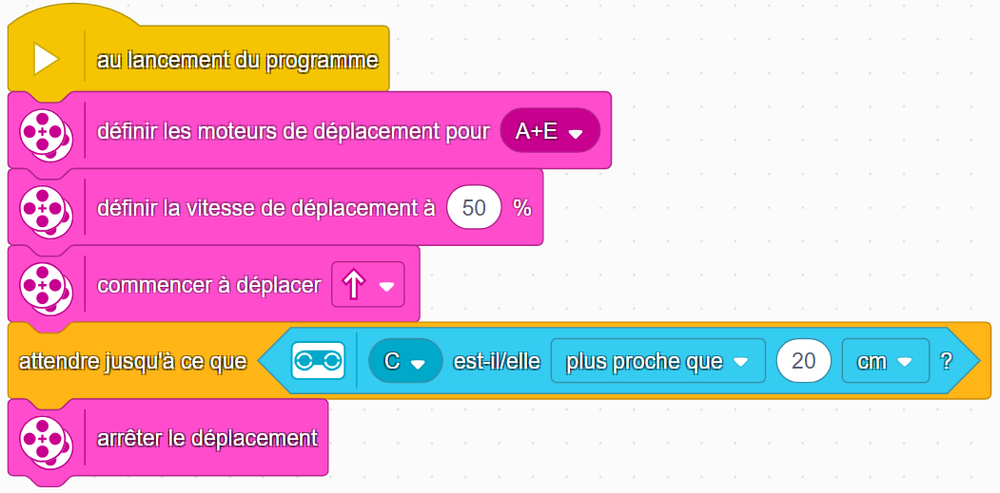 au lancement du programme
définir les moteurs de déplacement pour A+E
définir la vitesse de déplacement à 50 %
commencer à déplacer
attendre jusqu'à ce que C est-il/elle plus proche que 20 cm ?
arrêter le déplacement